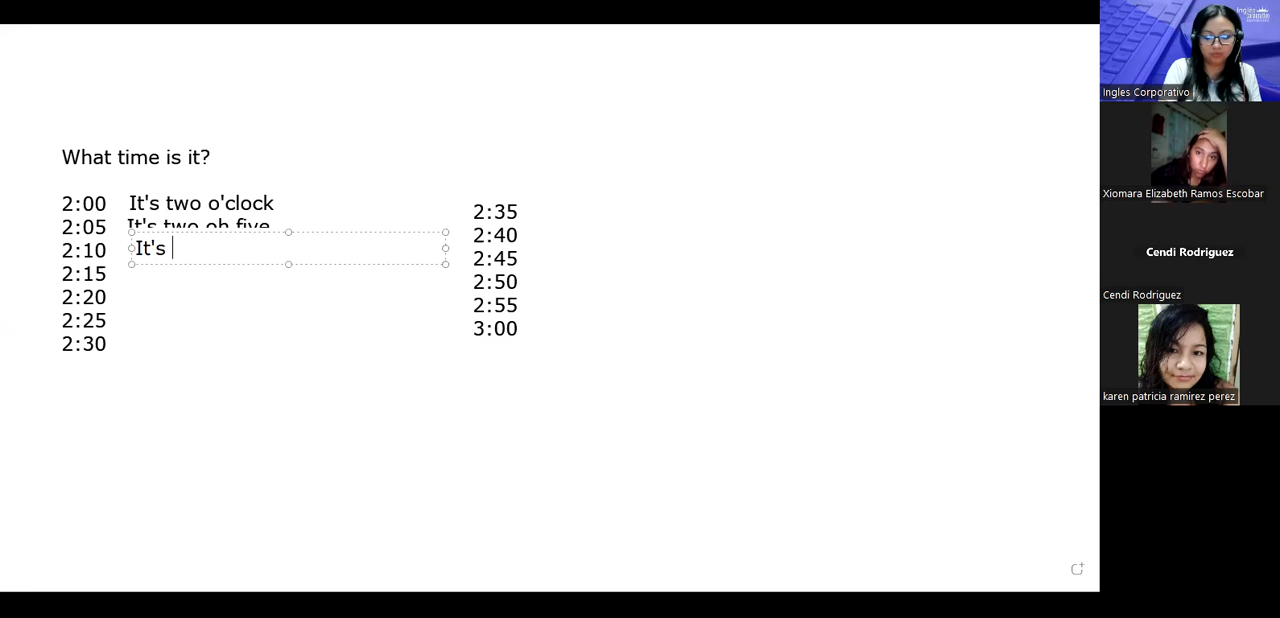 What time is it?
2:00 It's two o'clock
2:05 It's two oh five
2:10 It's
2:15
2:20
2:25
2:30
2:35
2:40
2:45
2:50
2:55
3:00
Ingles
Ingles Corporativo
Xiomara Elizabeth Ramos Escobar
Cendi Rodriguez
Cendi Rodriguez
karen patricia ramirez perez